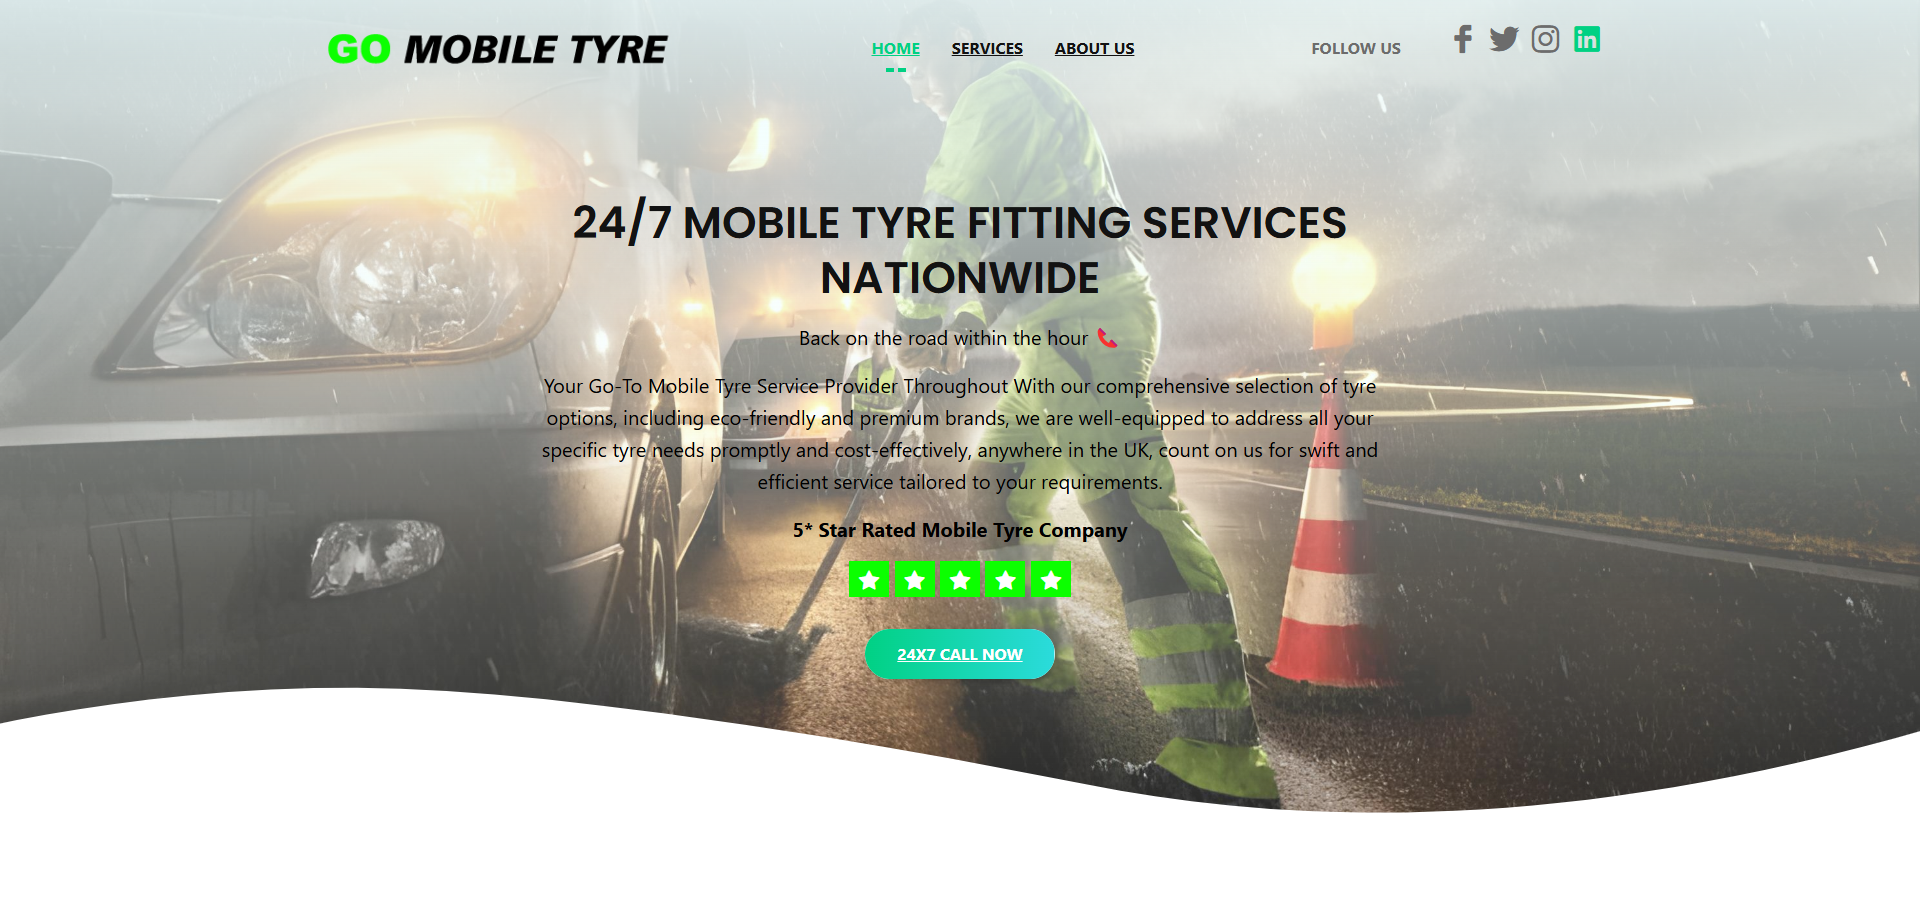 GO MOBILE TYRE
HOME SERVICES ABOUT US
FOLLOW US
24/7 MOBILE TYRE FITTING SERVICES
NATIONWIDE
Back on the road within the hour 📞
Your Go-To Mobile Tyre Service Provider Throughout With our comprehensive selection of tyre
options, including eco-friendly and premium brands, we are well-equipped to address all your
specific tyre needs promptly and cost-effectively, anywhere in the UK, count on us for swift and
efficient service tailored to your requirements.
5* Star Rated Mobile Tyre Company
24X7 CALL NOW